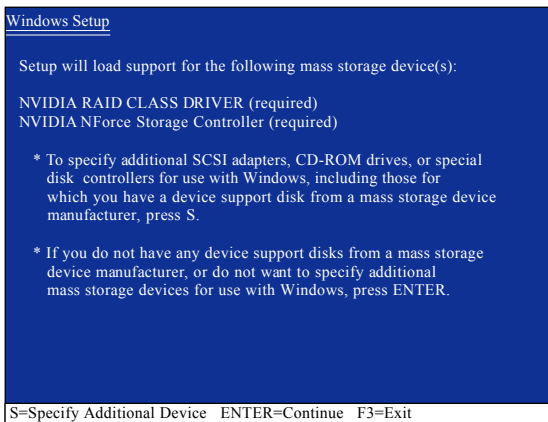 Windows Setup
Setup will load support for the following mass storage device(s):
NVIDIA RAID CLASS DRIVER (required)
NVIDIA NForce Storage Controller (required)
* To specify additional SCSI adapters, CD-ROM drives, or special
disk controllers for use with Windows, including those for
which you have a device support disk from a mass storage device
manufacturer, press S.
* If you do not have any device support disks from a mass storage
device manufacturer, or do not want to specify additional
mass storage devices for use with Windows, press ENTER.
S=Specify Additional Device ENTER=Continue F3=Exit